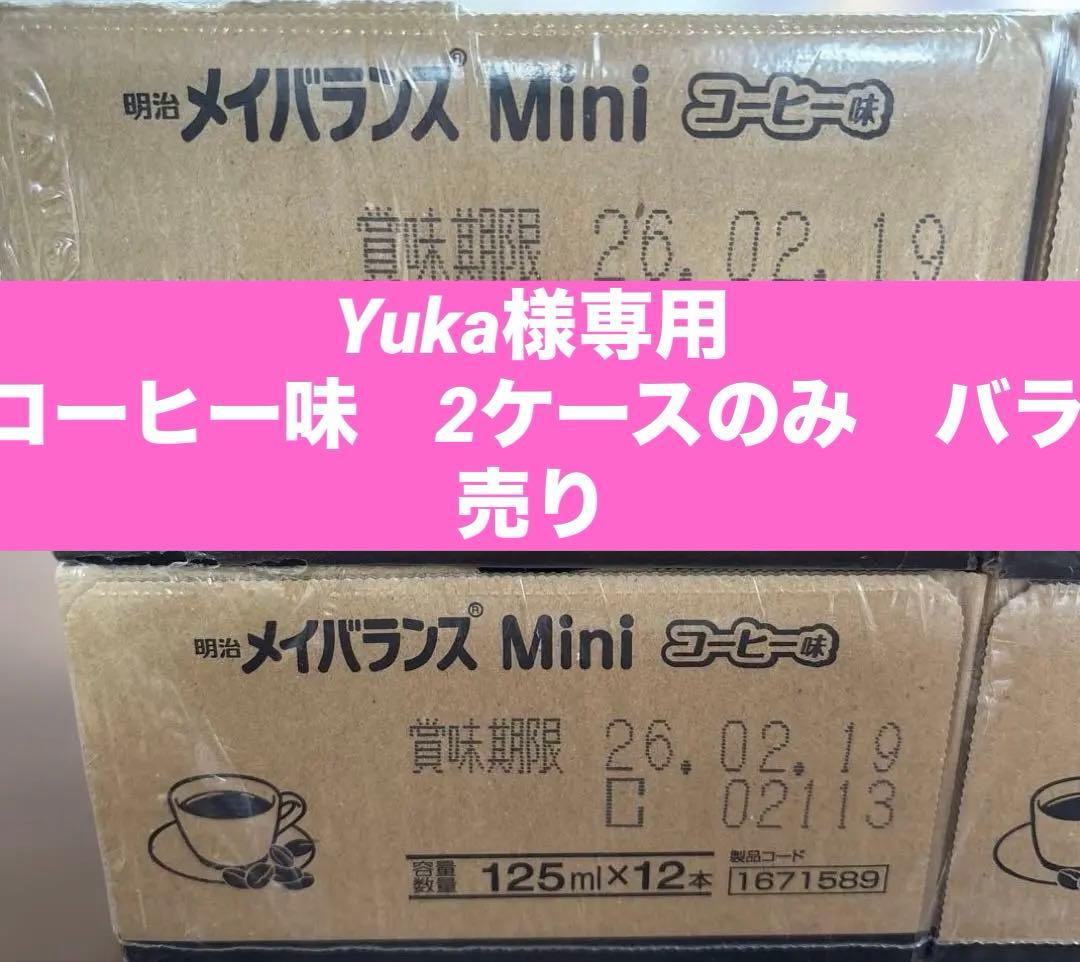 明治メイバランス® Mini コーヒー味
賞味期限 26.02.19
Yuka様専用
コーヒー味 2ケースのみ バラ
売り
明治メイバランス® Mini コーヒー味
賞味期限 26.02.19
C 02113
容量
数量 125ml×12本
製品コード
1671589